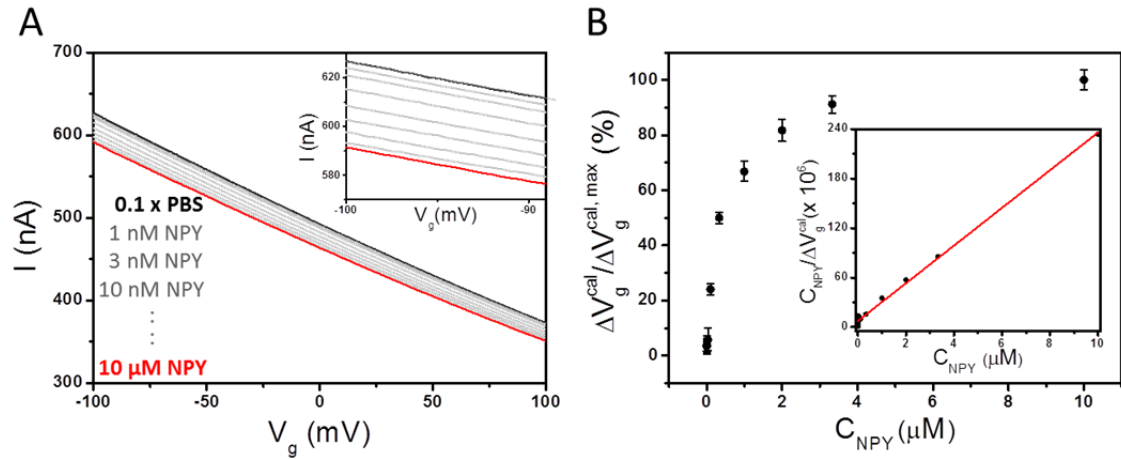 A
700
600
500
400
300
I (nA)
-100
-50
0
50
100
V_g (mV)
0.1 x PBS
1 nM NPY
3 nM NPY
10 nM NPY
10 μM NPY
620
600
580
I (nA)
-100
-90
V_g(mV)
B
100
80
60
40
20
0
ΔV_g^cal/ΔV_g^cal, max (%)
0
2
4
6
8
10
C_NPY (μM)
240
180
120
60
0
C_NPY/ΔV_g^cal(x 10^6)
0
2
4
6
8
10
C_NPY (μM)